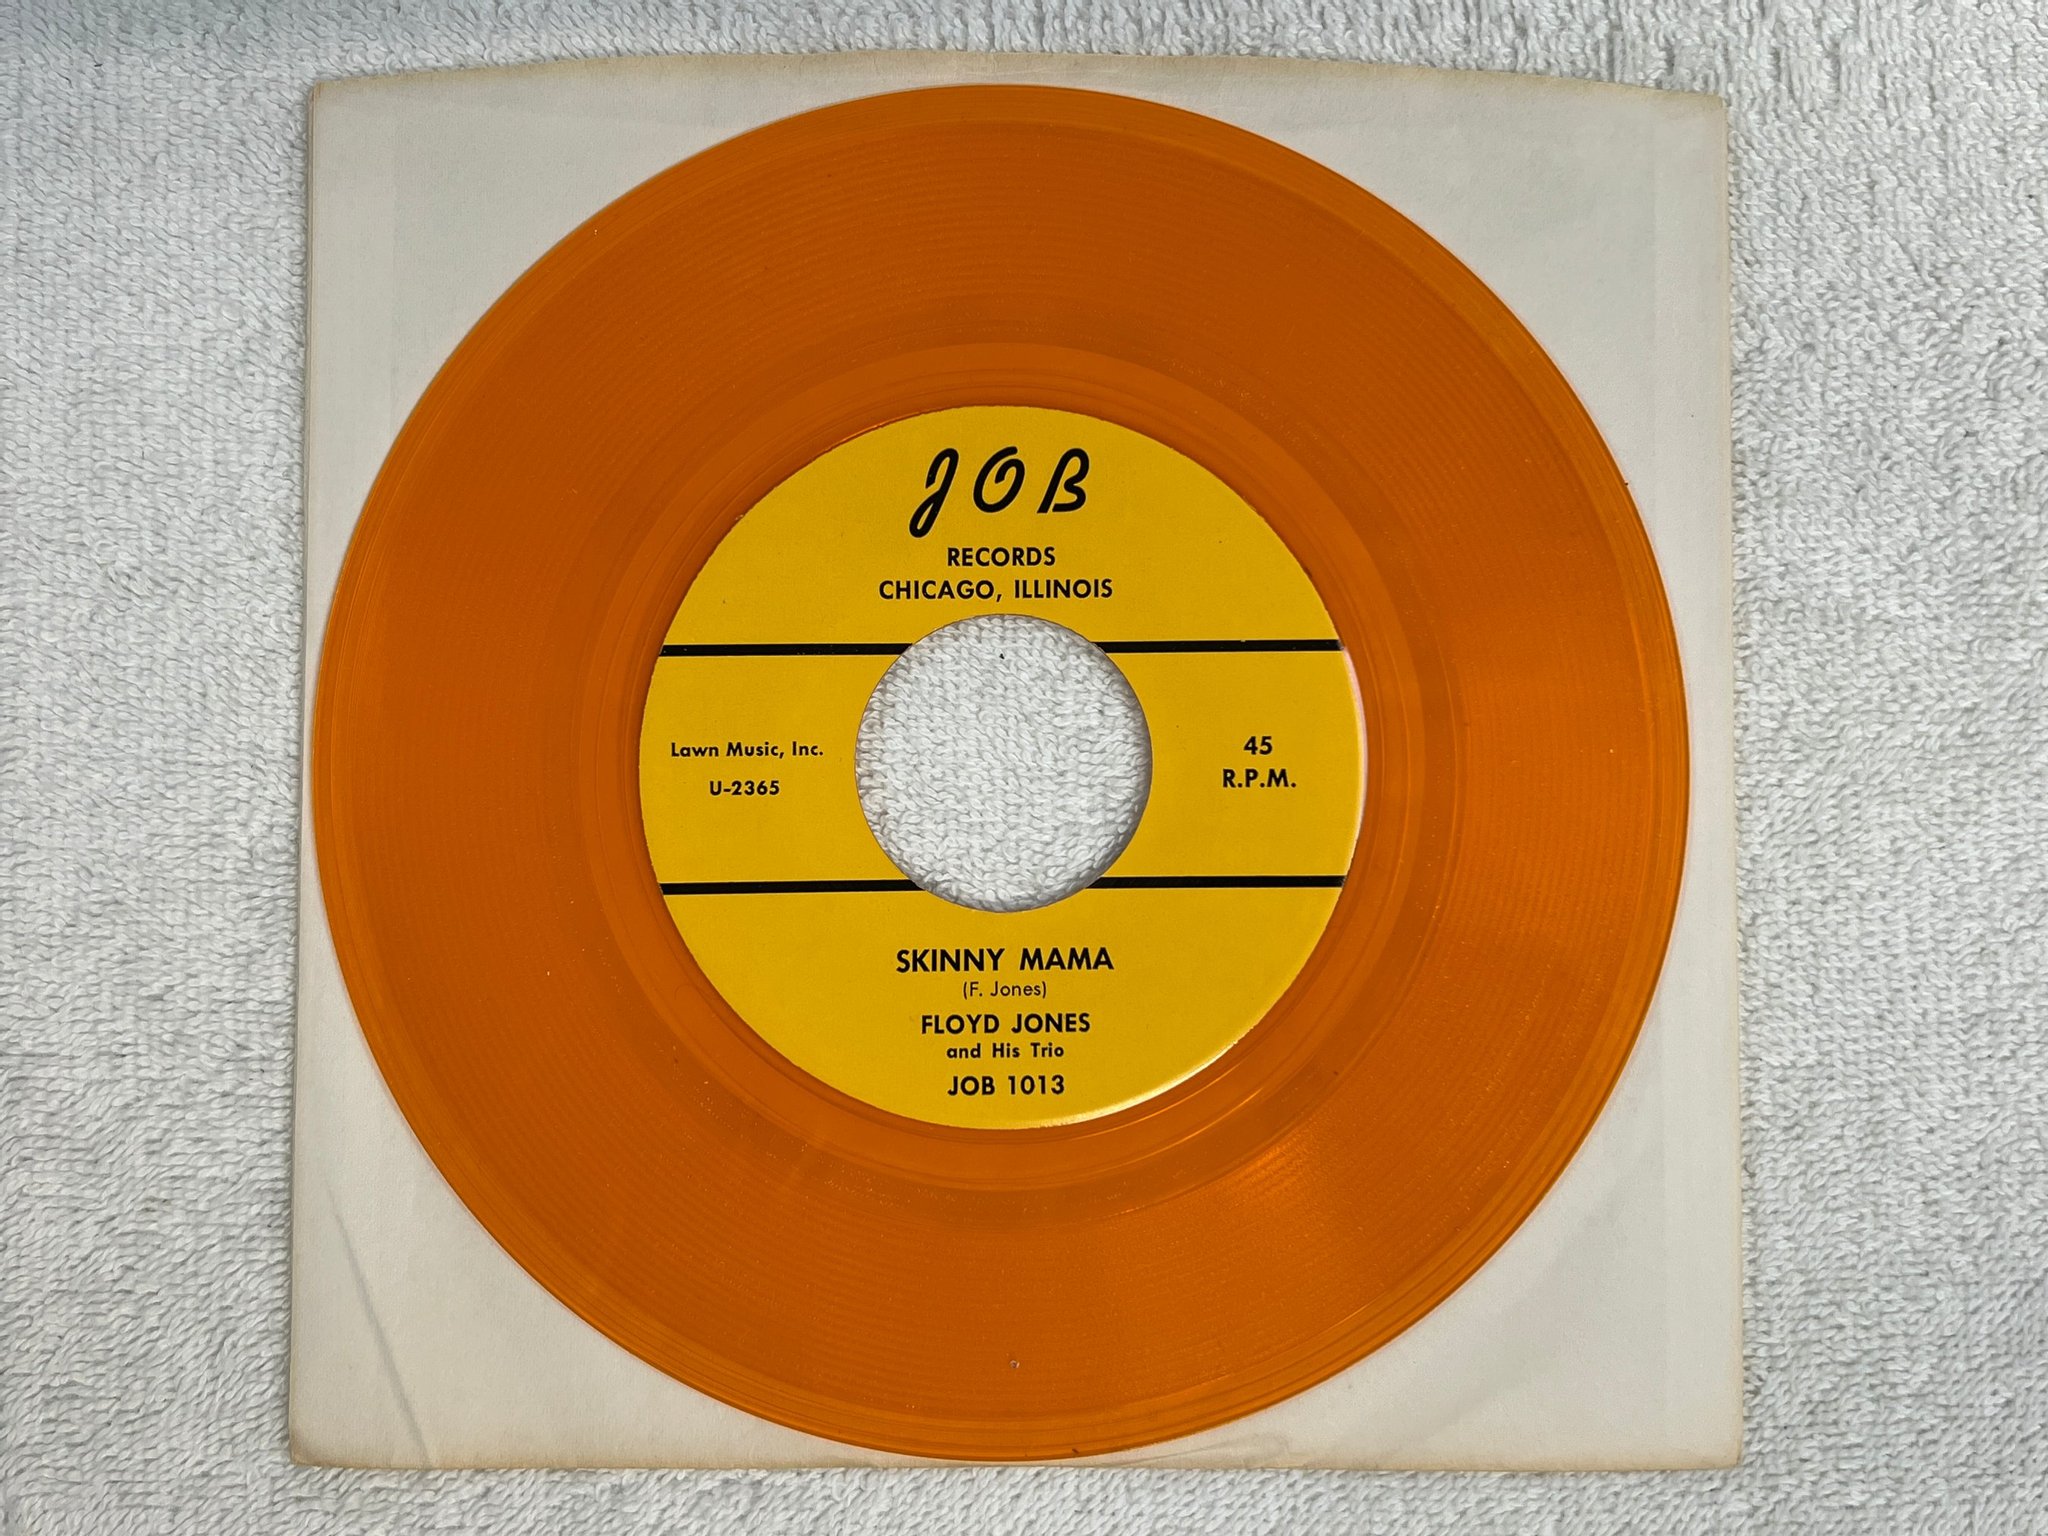 JOB
RECORDS
CHICAGO, ILLINOIS
Lawn Music, Inc.
U-2365
45
R.P.M.
SKINNY MAMA
(F. Jones)
FLOYD JONES
and His Trio
JOB 1013